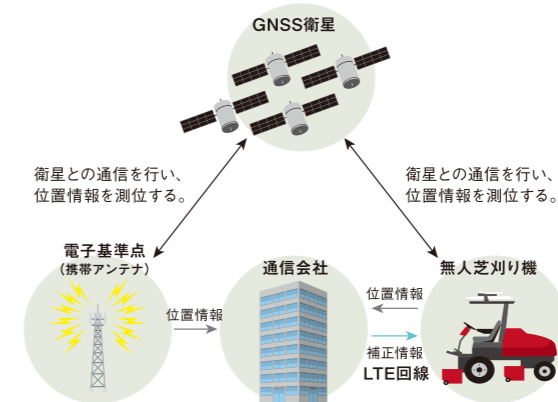 GNSS衛星
衛星との通信を行い、
位置情報を測位する。
衛星との通信を行い、
位置情報を測位する。
電子基準点
(携帯アンテナ)
通信会社
無人芝刈り機
位置情報
位置情報
補正情報
LTE回線